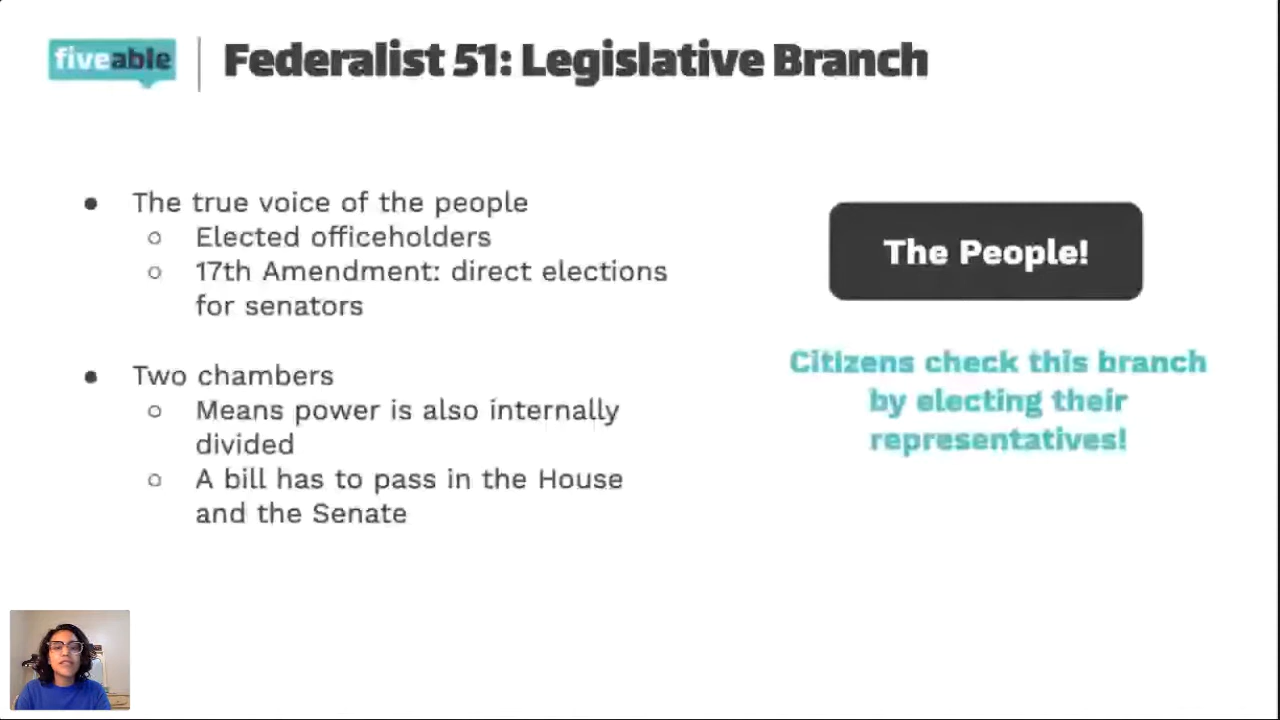 fiveable
Federalist 51: Legislative Branch
● The true voice of the people
○ Elected officeholders
○ 17th Amendment: direct elections
for senators
● Two chambers
○ Means power is also internally
divided
○ A bill has to pass in the House
and the Senate
The People!
Citizens check this branch
by electing their
representatives!